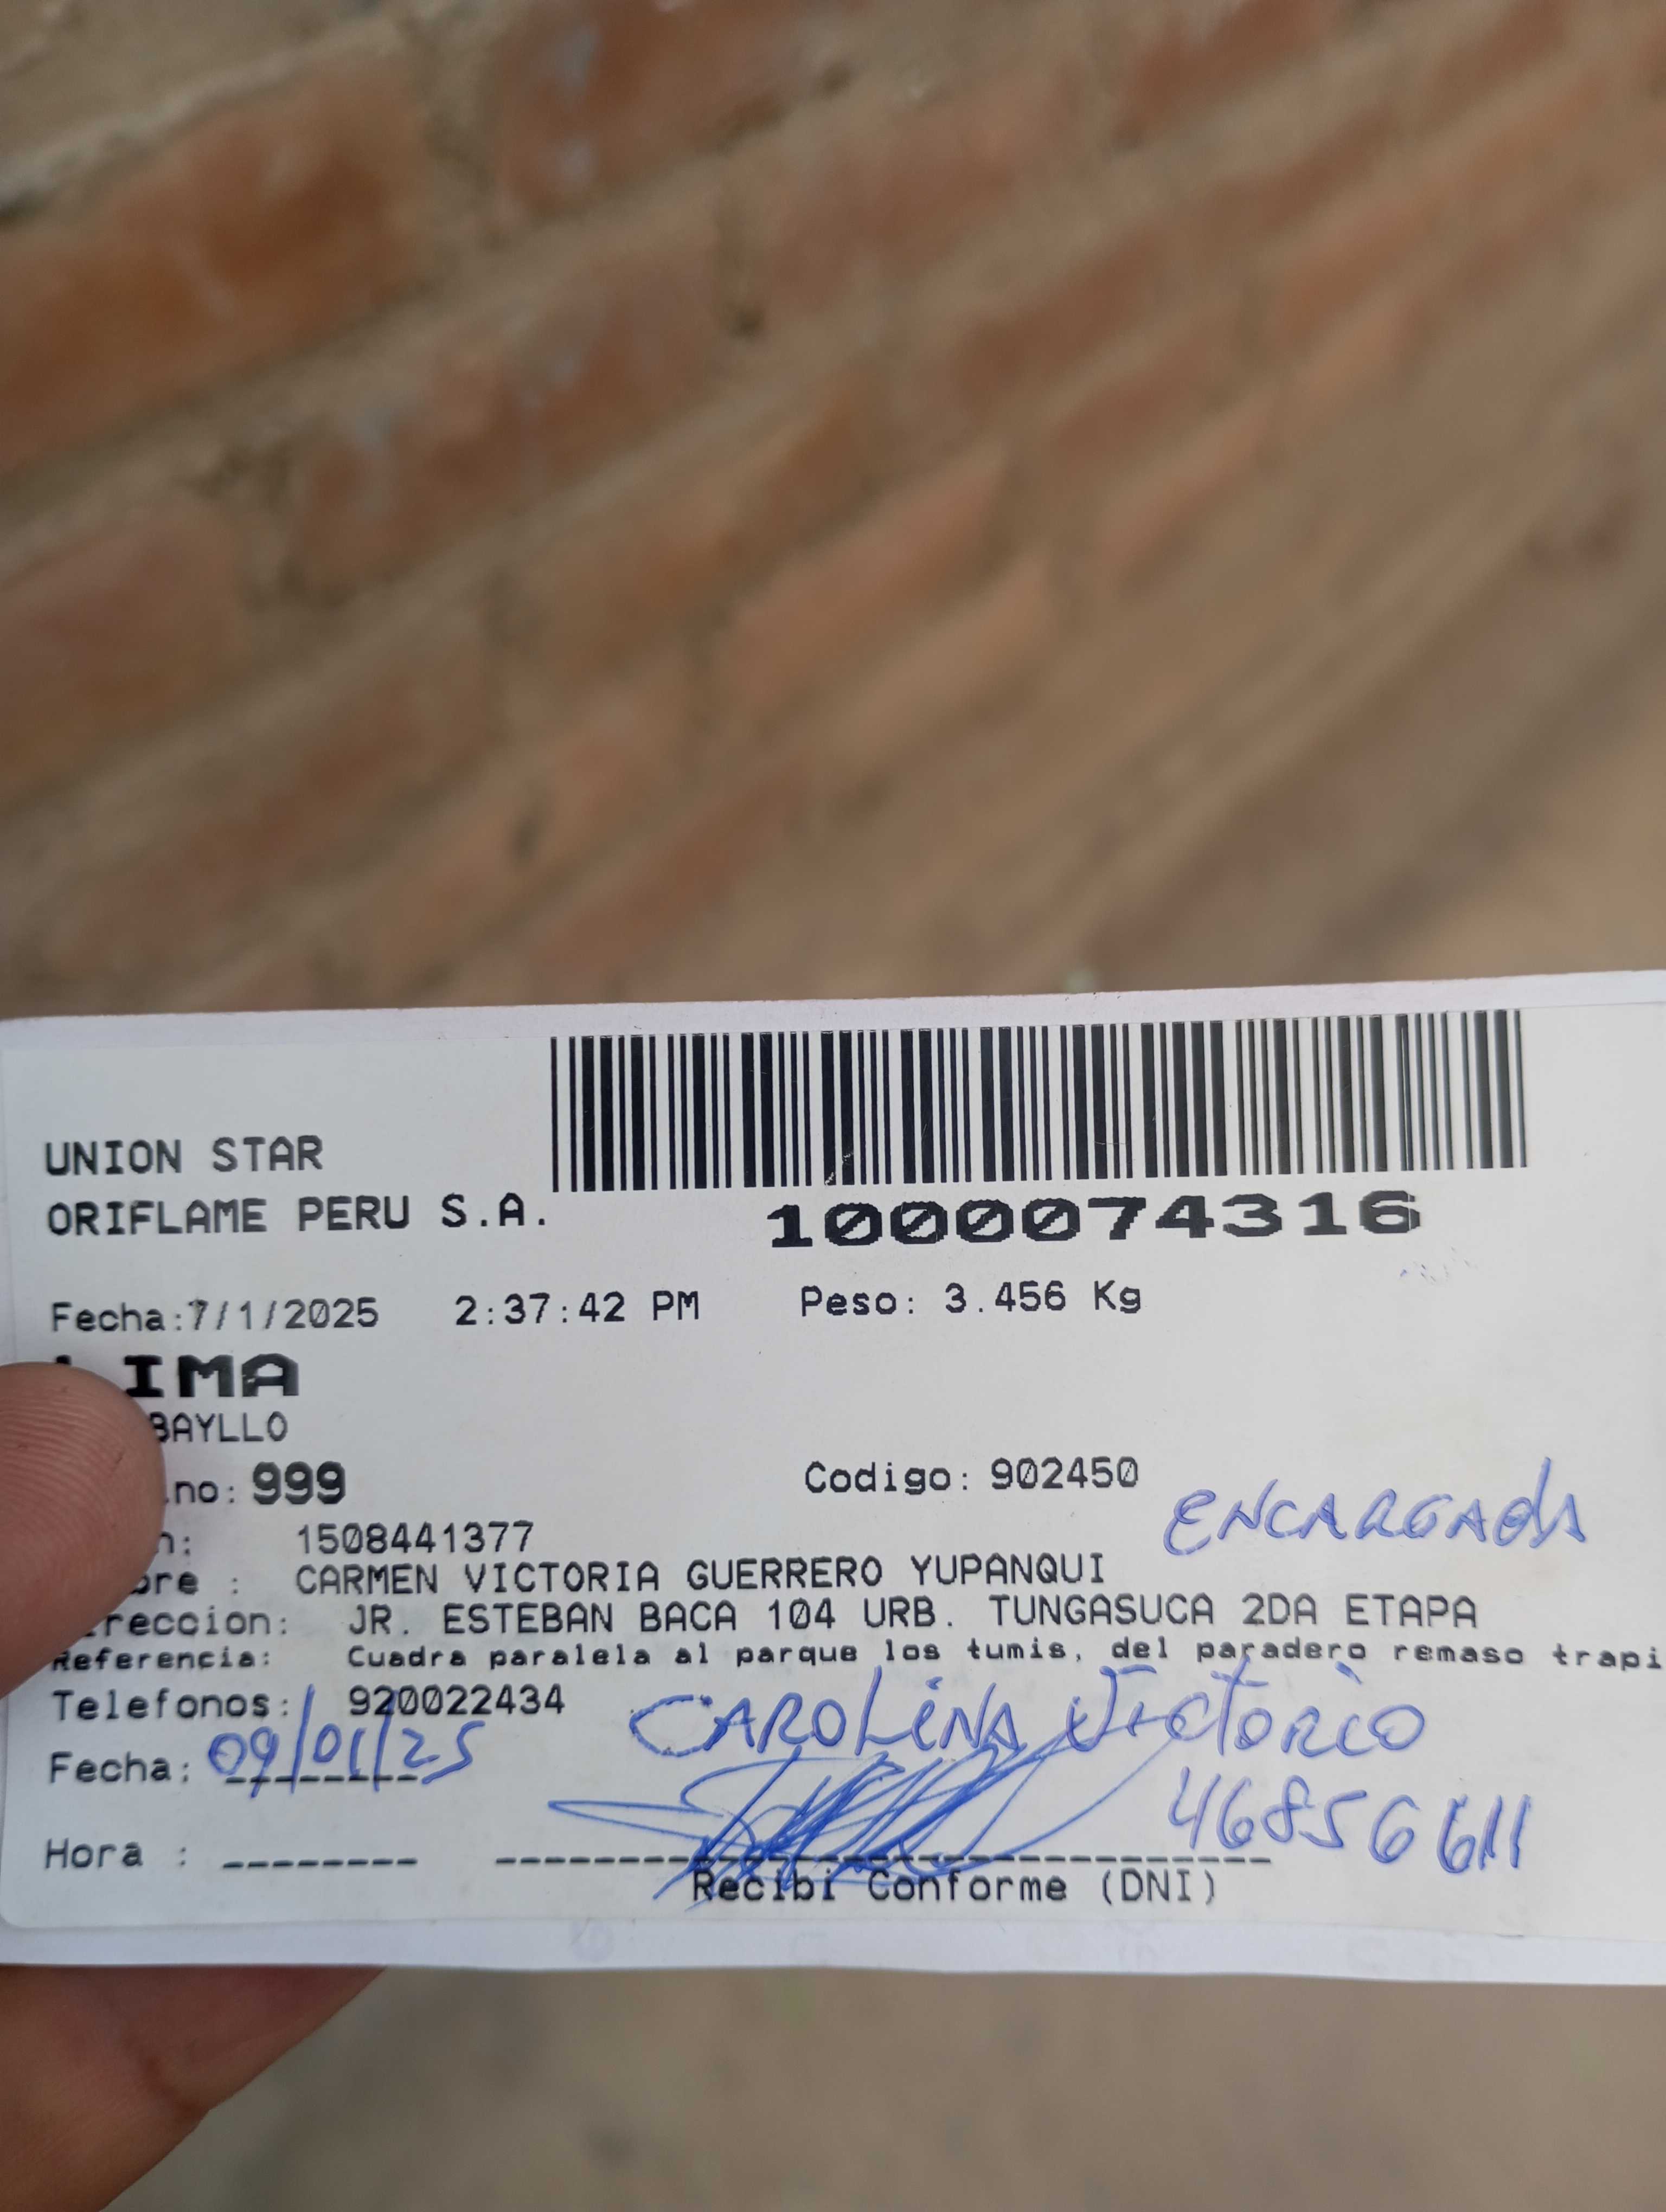 UNION STAR
ORIFLAME PERU S.A.
1000074316
Fecha:7/1/2025 2:37:42 PM Peso: 3.456 Kg
LIMA
BAYLLO
no: 999 Codigo: 902450
ENCARGADA
n: 1508441377
bre : CARMEN VICTORIA GUERRERO YUPANQUI
reccion: JR. ESTEBAN BACA 104 URB. TUNGASUCA 2DA ETAPA
Referencia: Cuadra paralela al parque los tumis, del paradero remaso trapi
Telefonos: 920022434
CAROLINA VICTORIO
Fecha: 09/01/25
46856611
Hora :
Recibi Conforme (DNI)